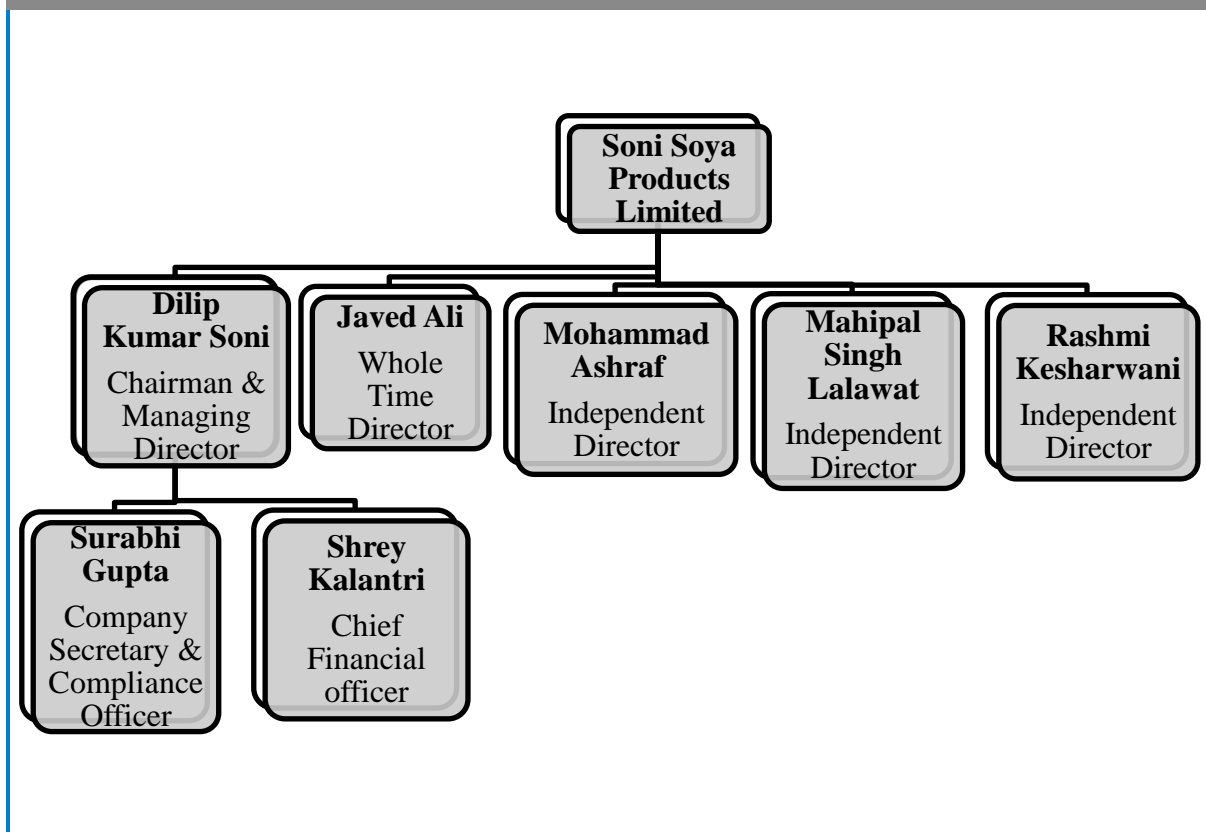 Soni Soya
Products
Limited
Dilip
Kumar Soni
Chairman &
Managing
Director
Javed Ali
Whole
Time
Director
Mohammad
Ashraf
Independent
Director
Mahipal
Singh
Lalawat
Independent
Director
Rashmi
Kesharwani
Independent
Director
Surabhi
Gupta
Company
Secretary &
Compliance
Officer
Shrey
Kalantri
Chief
Financial
officer